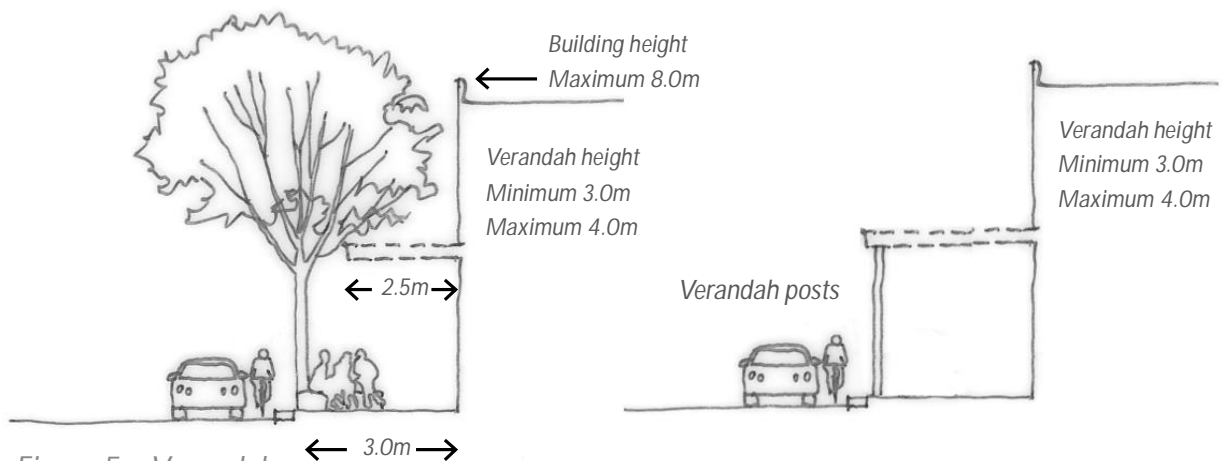 Building height
Maximum 8.0m
Verandah height
Minimum 3.0m
Maximum 4.0m
2.5m
3.0m
Verandah height
Minimum 3.0m
Maximum 4.0m
Verandah posts